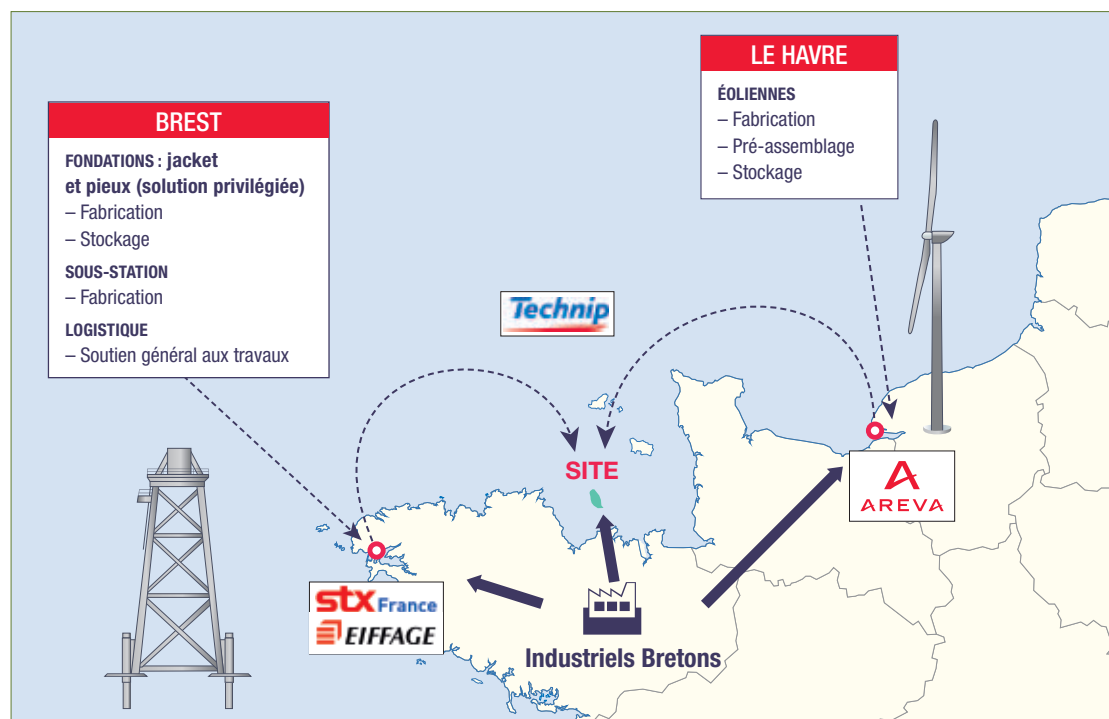 BREST
FONDATIONS : jacket
et pieux (solution privilégiée)
– Fabrication
– Stockage
SOUS-STATION
– Fabrication
LOGISTIQUE
– Soutien général aux travaux
LE HAVRE
ÉOLIENNES
– Fabrication
– Pré-assemblage
– Stockage
Technip
SITE
AREVA
stx France
EIFFAGE
Industriels Bretons